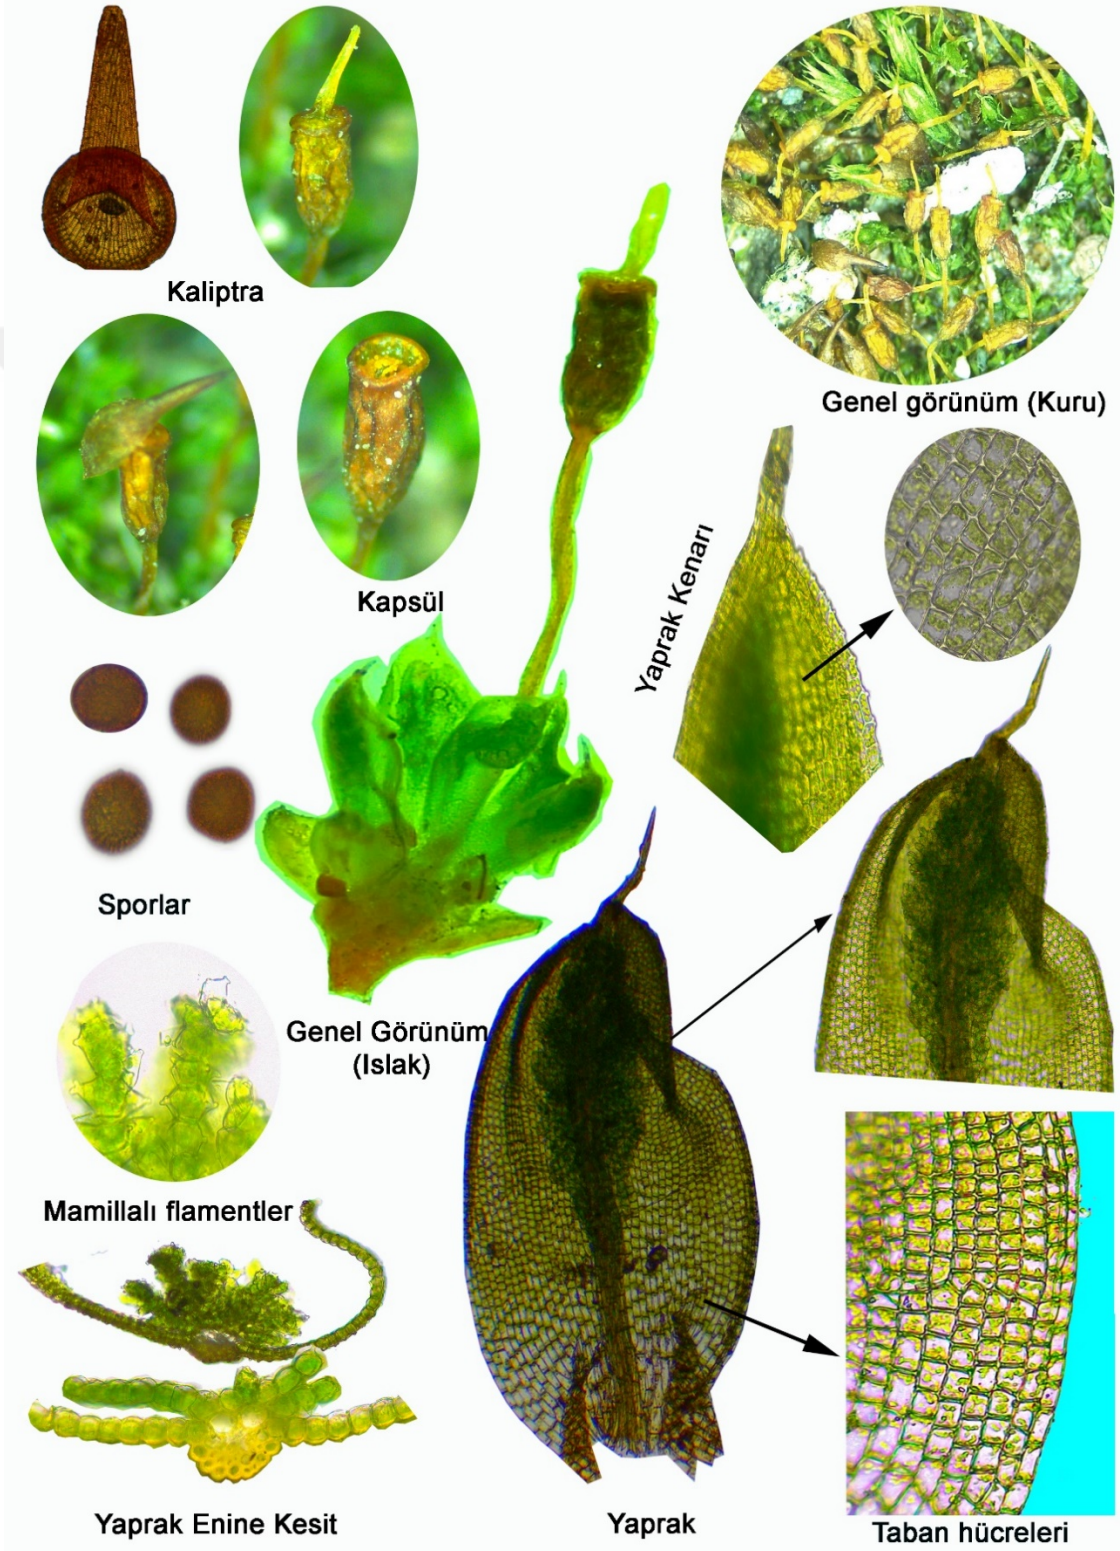 Kaliptra
Genel görünüm (Kuru)
Kapsül
Yaprak Kenarı
Sporlar
Genel Görünüm
(Islak)
Mamillalı flamentler
Yaprak Enine Kesit
Yaprak
Taban hücreleri